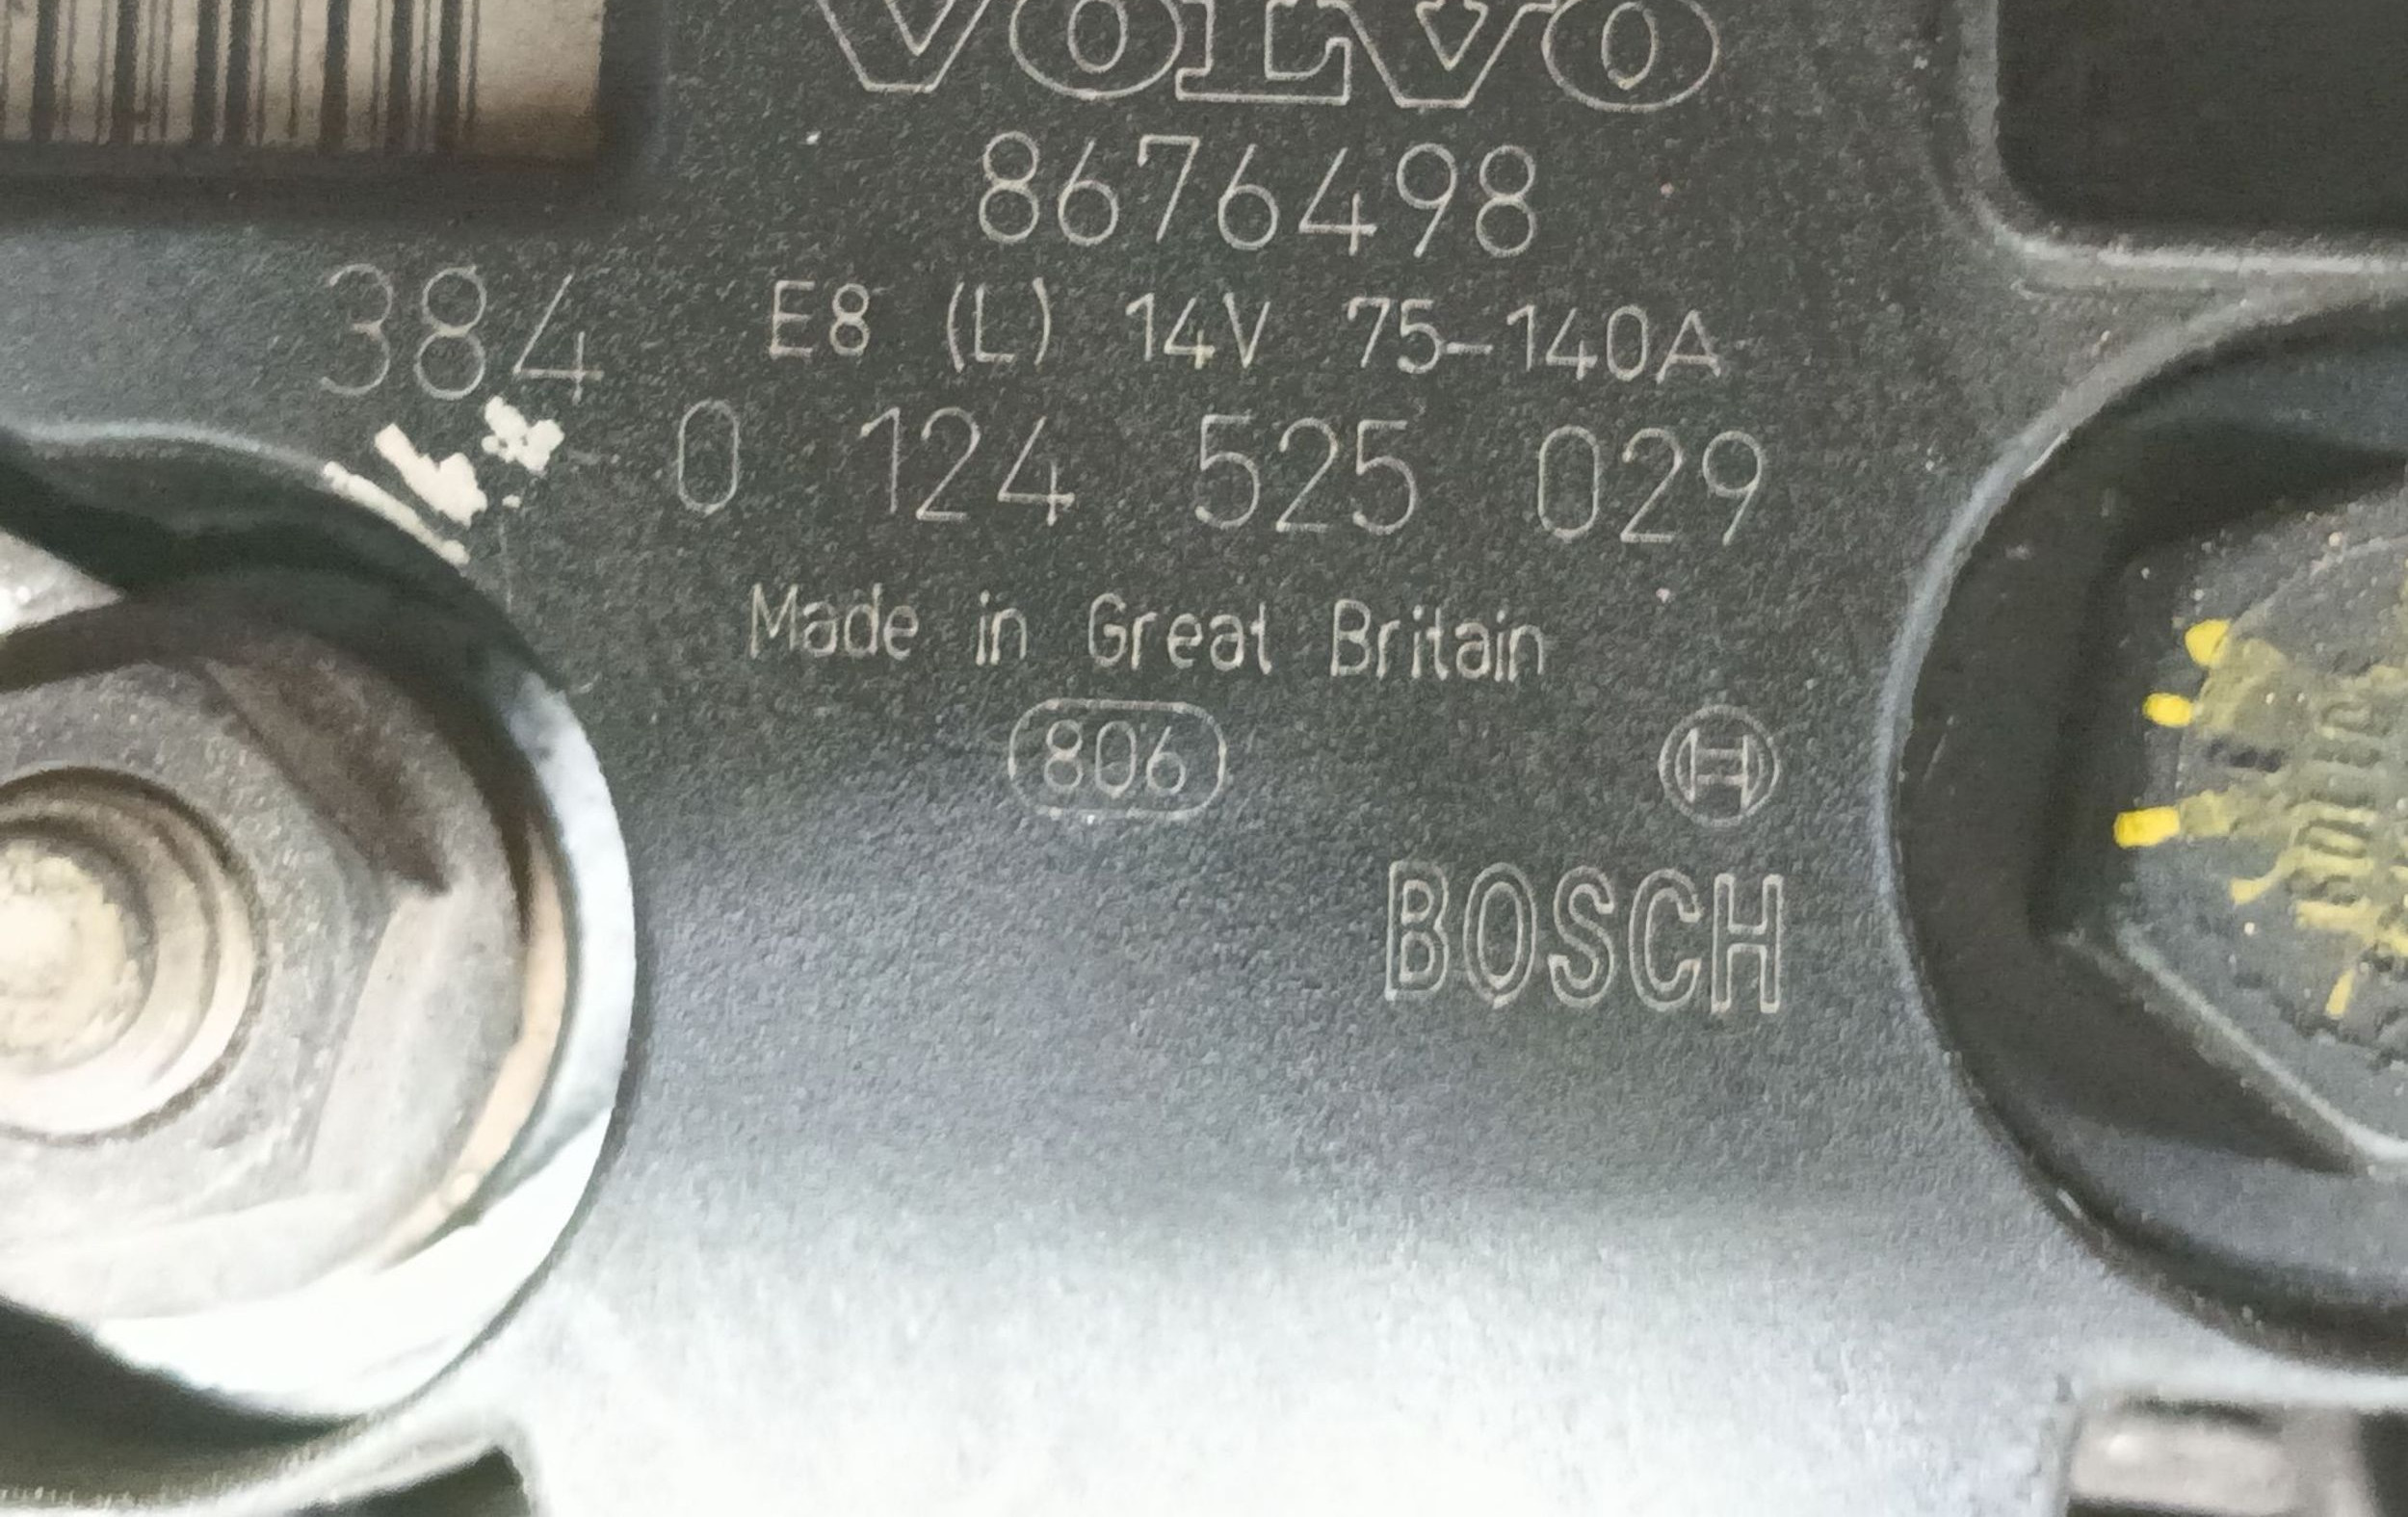 VOLVO
8676498
384 E8 (L) 14V 75-140A
0 124 525 029
Made in Great Britain
806
BOSCH